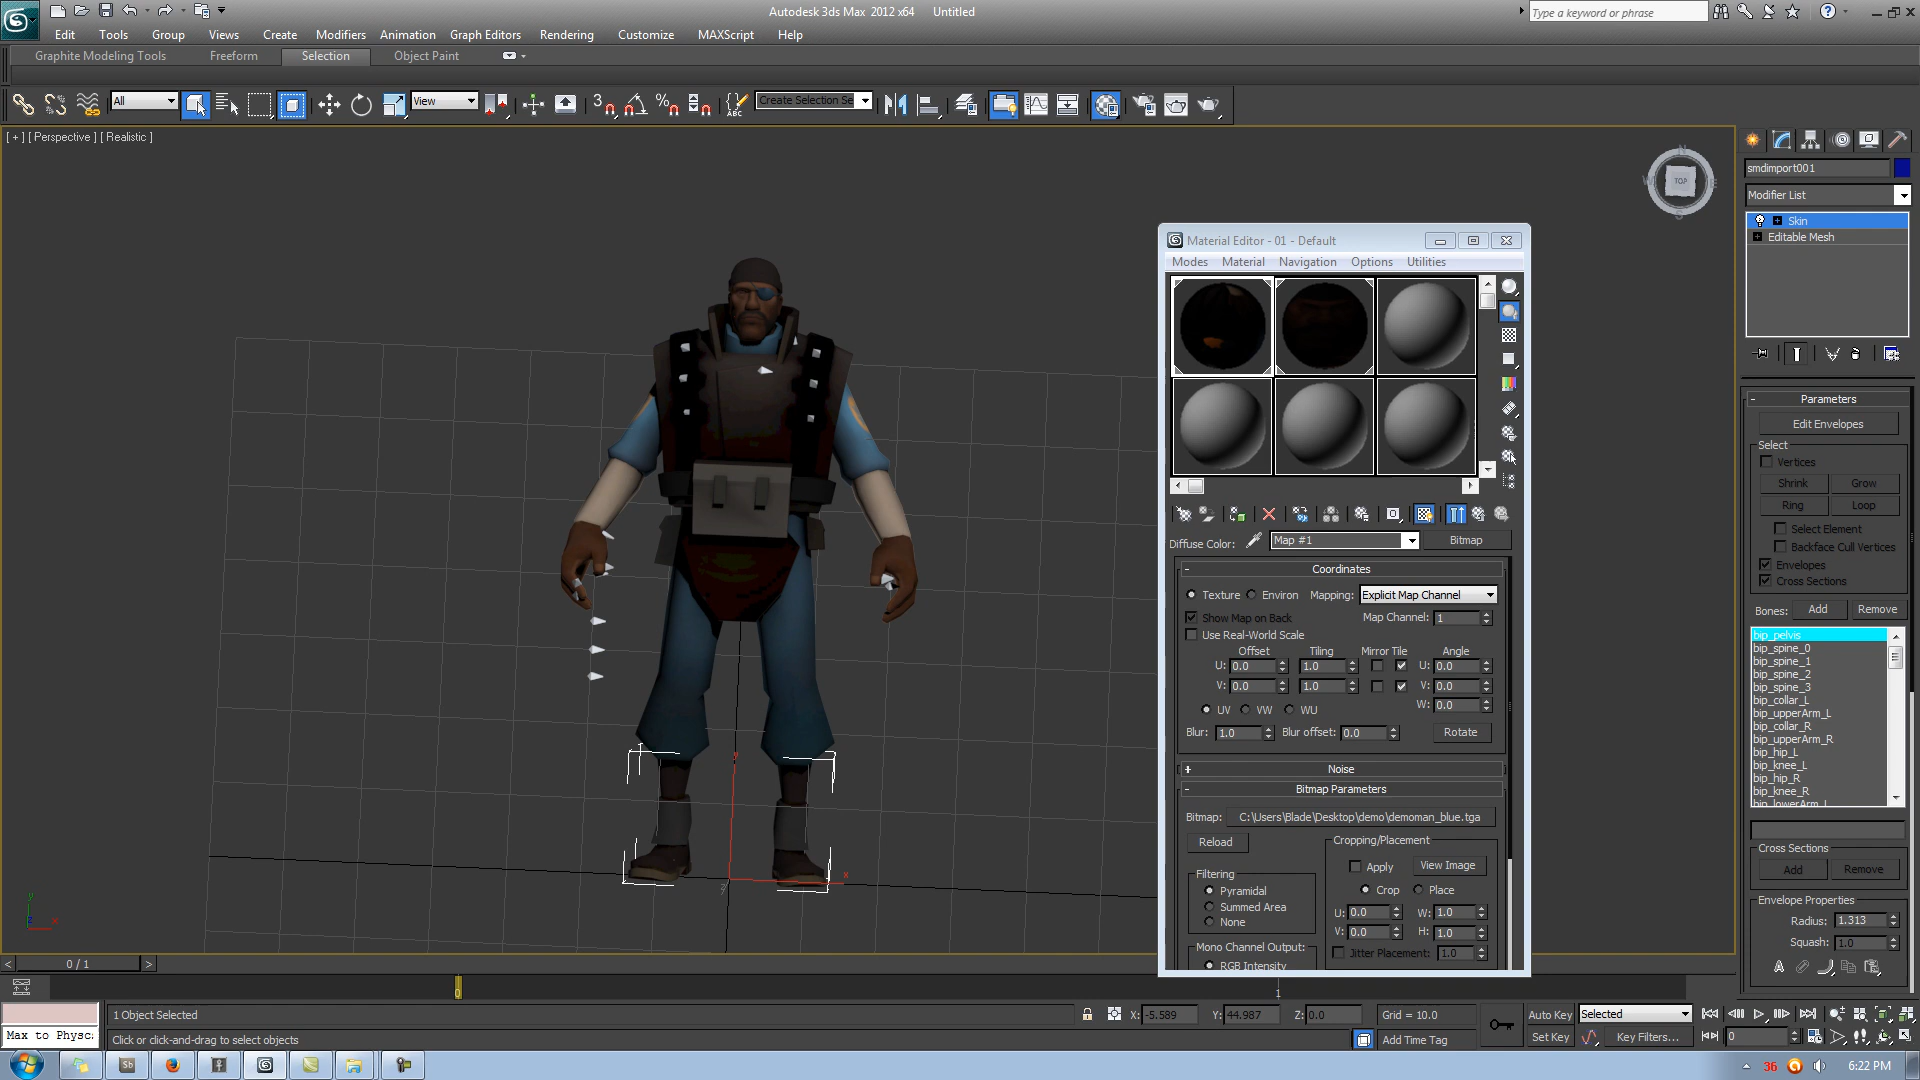 Autodesk 3ds Max 2012 x64 Untitled
Type a keyword or phrase
Edit Tools Group Views Create Modifiers Animation Graph Editors Rendering Customize MAXScript Help
Graphite Modeling Tools Freeform Selection Object Paint
All View 3 % ABC Create Selection Se
[ + ] [ Perspective ] [ Realistic ]
TOP
smdimport001
Modifier List
Skin
Editable Mesh
Parameters
Edit Envelopes
Select
Vertices
Shrink Grow
Ring Loop
Select Element
Backface Cull Vertices
Envelopes
Cross Sections
Bones: Add Remove
bip_pelvis
bip_spine_0
bip_spine_1
bip_spine_2
bip_spine_3
bip_collar_L
bip_upperArm_L
bip_collar_R
bip_upperArm_R
bip_hip_L
bip_knee_L
bip_hip_R
bip_knee_R
bip_lowerArm_L
Cross Sections
Add Remove
Envelope Properties
Radius: 1.313
Squash: 1.0
Material Editor - 01 - Default
Modes Material Navigation Options Utilities
Diffuse Color: Map #1 Bitmap
Coordinates
Texture Environ Mapping: Explicit Map Channel
Show Map on Back Map Channel: 1
Use Real-World Scale
Offset Tiling Mirror Tile Angle
U: 0.0 1.0 U: 0.0
V: 0.0 1.0 V: 0.0
UV VW WU W: 0.0
Blur: 1.0 Blur offset: 0.0 Rotate
Noise
Bitmap Parameters
Bitmap: C:\Users\Blade\Desktop\demo\demoman_blue.tga
Reload
Cropping/Placement
Apply View Image
Crop Place
U: 0.0 W: 1.0
V: 0.0 H: 1.0
Jitter Placement: 1.0
Filtering
Pyramidal
Summed Area
None
Mono Channel Output:
RGB Intensity
y x z
x
0 / 1
0 1
1 Object Selected X: -5.589 Y: 44.987 Z: 0.0 Grid = 10.0 Auto Key Selected
Max to Physc: Click or click-and-drag to select objects Add Time Tag Set Key Key Filters... 0
Sb 36 6:22 PM